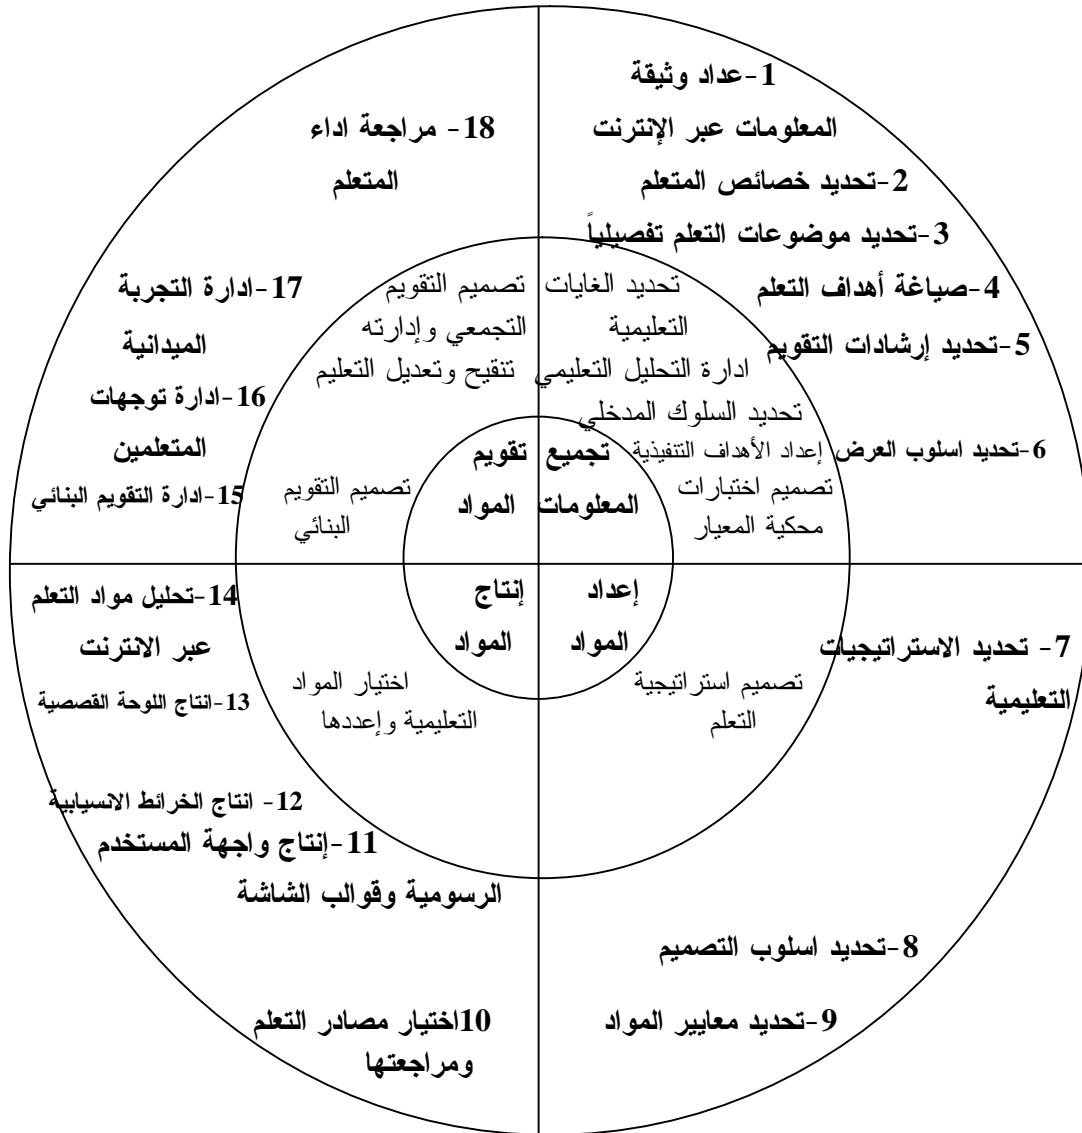 1-عداد وثيقة
المعلومات عبر الإنترنت
2-تحديد خصائص المتعلم
3-تحديد موضوعات التعلم تفصيلياً
4-صياغة أهداف التعلم
5-تحديد إرشادات التقويم
6-تحديد اسلوب العرض
7- تحديد الاستراتيجيات
التعليمية
8-تحديد اسلوب التصميم
9-تحديد معايير المواد
10اختيار مصادر التعلم
ومراجعتها
11-إنتاج واجهة المستخدم
الرسومية وقوالب الشاشة
12- انتاج الخرائط الانسيابية
13-انتاج اللوحة القصصية
14-تحليل مواد التعلم
عبر الانترنت
15-ادارة التقويم البنائي
16-ادارة توجهات
المتعلمين
17-ادارة التجربة
الميدانية
18- مراجعة اداء
المتعلم
تحديد الغايات
التعليمية
ادارة التحليل التعليمي
تحديد السلوك المدخلي
إعداد الأهداف التنفيذية
تصميم اختبارات
محكية المعيار
تصميم استراتيجية
التعلم
اختيار المواد
التعليمية وإعددها
تصميم التقويم
البنائي
تصميم التقويم
التجمعي وإدارته
تنقيح وتعديل التعليم
تجميع
المعلومات
إعداد
المواد
إنتاج
المواد
تقويم
المواد